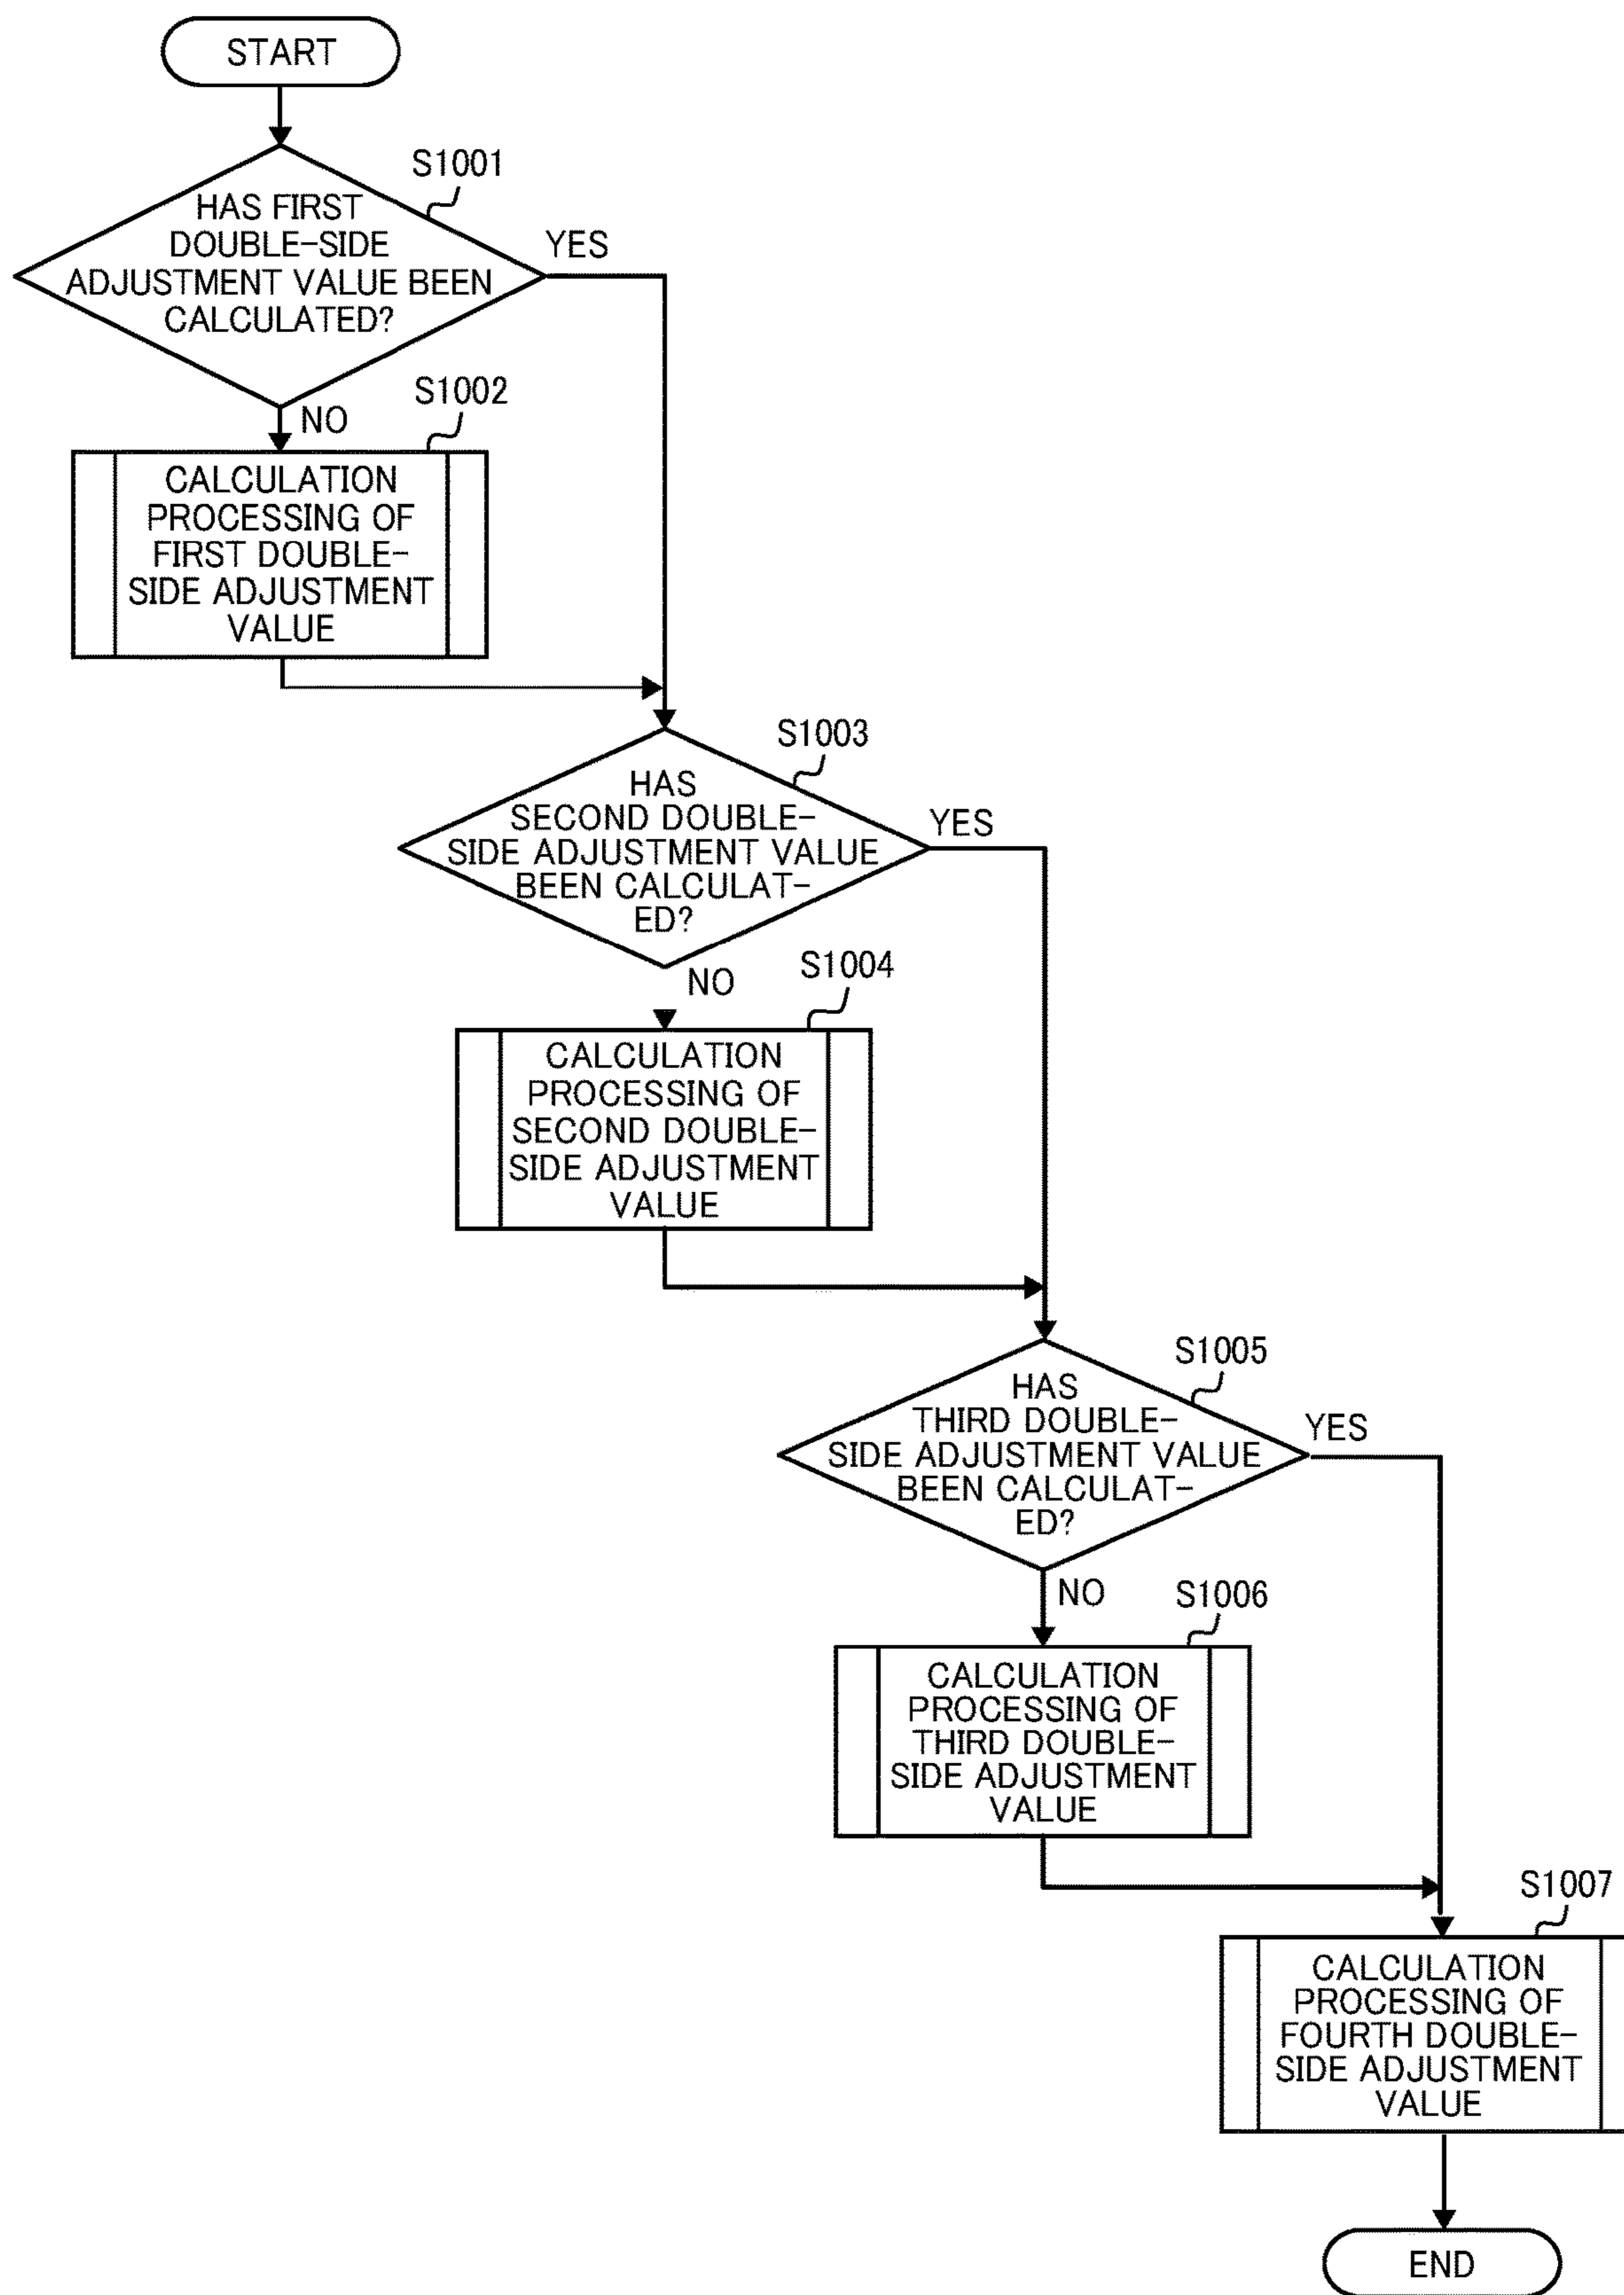 START
S1001
HAS FIRST
DOUBLE-SIDE
ADJUSTMENT VALUE BEEN
CALCULATED?
YES
NO
S1002
CALCULATION
PROCESSING OF
FIRST DOUBLE-
SIDE ADJUSTMENT
VALUE
S1003
HAS
SECOND DOUBLE-
SIDE ADJUSTMENT VALUE
BEEN CALCULAT-
ED?
YES
NO
S1004
CALCULATION
PROCESSING OF
SECOND DOUBLE-
SIDE ADJUSTMENT
VALUE
S1005
HAS
THIRD DOUBLE-
SIDE ADJUSTMENT VALUE
BEEN CALCULAT-
ED?
YES
NO
S1006
CALCULATION
PROCESSING OF
THIRD DOUBLE-
SIDE ADJUSTMENT
VALUE
S1007
CALCULATION
PROCESSING OF
FOURTH DOUBLE-
SIDE ADJUSTMENT
VALUE
END